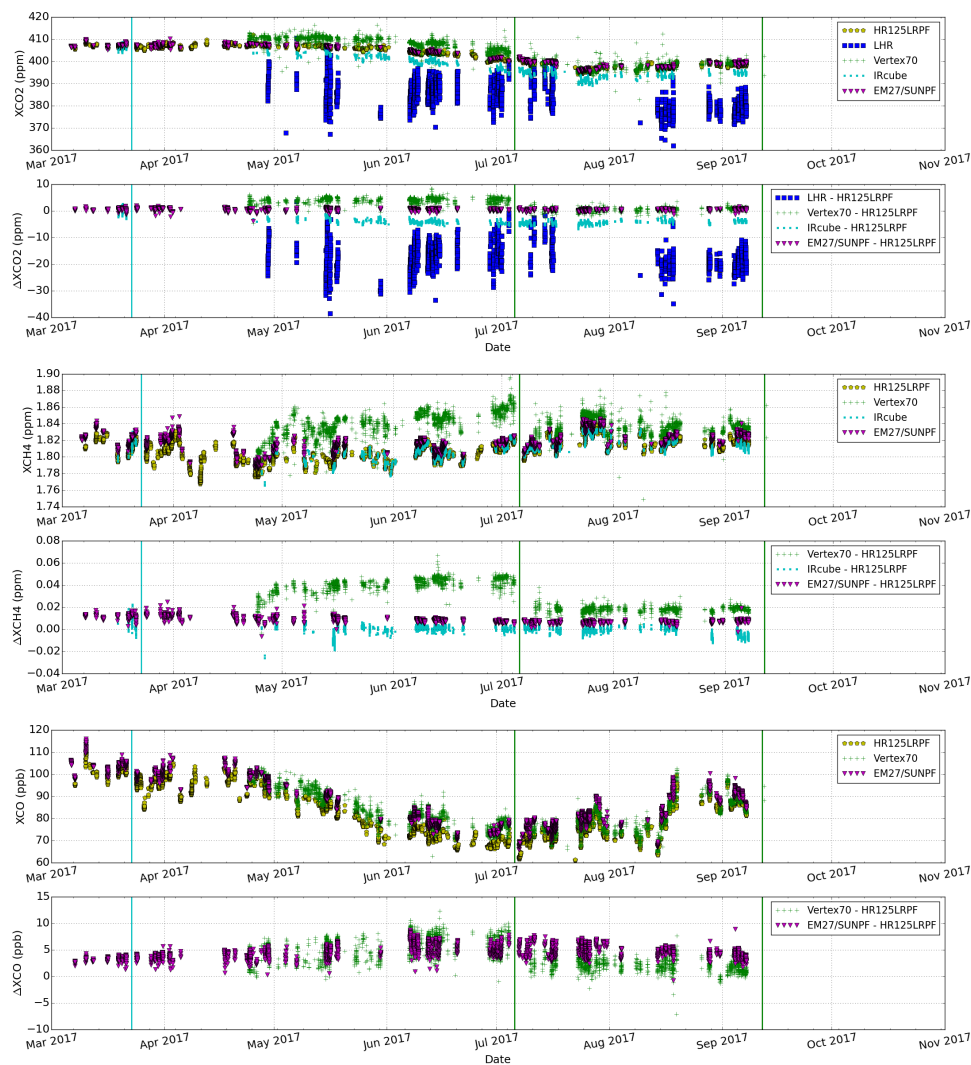 420
410
400
390
380
370
360
XCO2 (ppm)
HR125LRPF
LHR
Vertex70
IRcube
EM27/SUNPF
Mar 2017 Apr 2017 May 2017 Jun 2017 Jul 2017 Aug 2017 Sep 2017 Oct 2017 Nov 2017
10
0
−10
−20
−30
−40
ΔXCO2 (ppm)
LHR - HR125LRPF
Vertex70 - HR125LRPF
IRcube - HR125LRPF
EM27/SUNPF - HR125LRPF
Mar 2017 Apr 2017 May 2017 Jun 2017 Jul 2017 Aug 2017 Sep 2017 Oct 2017 Nov 2017
Date
1.90
1.88
1.86
1.84
1.82
1.80
1.78
1.76
1.74
XCH4 (ppm)
HR125LRPF
Vertex70
IRcube
EM27/SUNPF
Mar 2017 Apr 2017 May 2017 Jun 2017 Jul 2017 Aug 2017 Sep 2017 Oct 2017 Nov 2017
0.08
0.06
0.04
0.02
0.00
−0.02
−0.04
ΔXCH4 (ppm)
Vertex70 - HR125LRPF
IRcube - HR125LRPF
EM27/SUNPF - HR125LRPF
Mar 2017 Apr 2017 May 2017 Jun 2017 Jul 2017 Aug 2017 Sep 2017 Oct 2017 Nov 2017
Date
120
110
100
90
80
70
60
XCO (ppb)
HR125LRPF
Vertex70
EM27/SUNPF
Mar 2017 Apr 2017 May 2017 Jun 2017 Jul 2017 Aug 2017 Sep 2017 Oct 2017 Nov 2017
15
10
5
0
−5
−10
ΔXCO (ppb)
Vertex70 - HR125LRPF
EM27/SUNPF - HR125LRPF
Mar 2017 Apr 2017 May 2017 Jun 2017 Jul 2017 Aug 2017 Sep 2017 Oct 2017 Nov 2017
Date